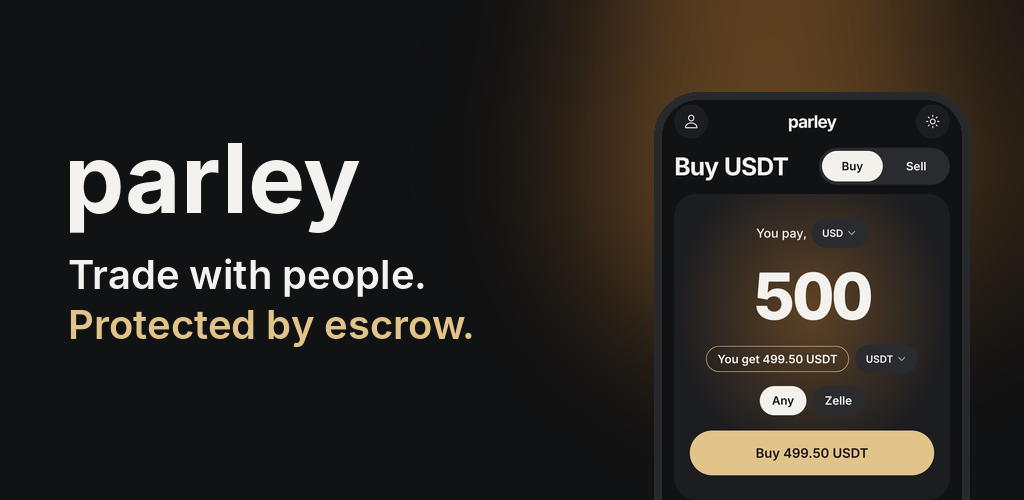 parley
Trade with people.
Protected by escrow.
parley
Buy USDT
Buy
Sell
You pay,
USD
500
You get 499.50 USDT
USDT
Any
Zelle
Buy 499.50 USDT